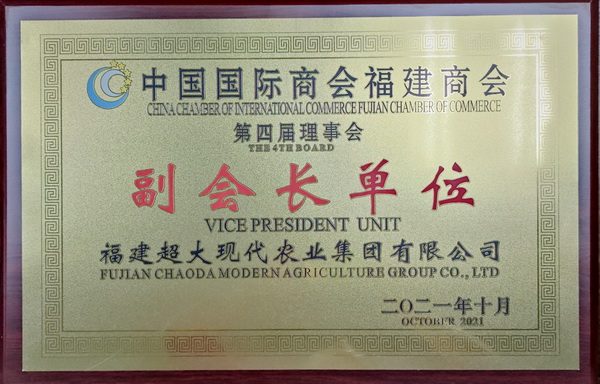 中国国际商会福建商会
CHINA CHAMBER OF INTERNATIONAL COMMERCE FUJIAN CHAMBER OF COMMERCE
第四届理事会
THE 4TH BOARD
副会长单位
VICE PRESIDENT UNIT
福建超大现代农业集团有限公司
FUJIAN CHAODA MODERN AGRICULTURE GROUP CO., LTD
二〇二一年十月
OCTOBER 2021